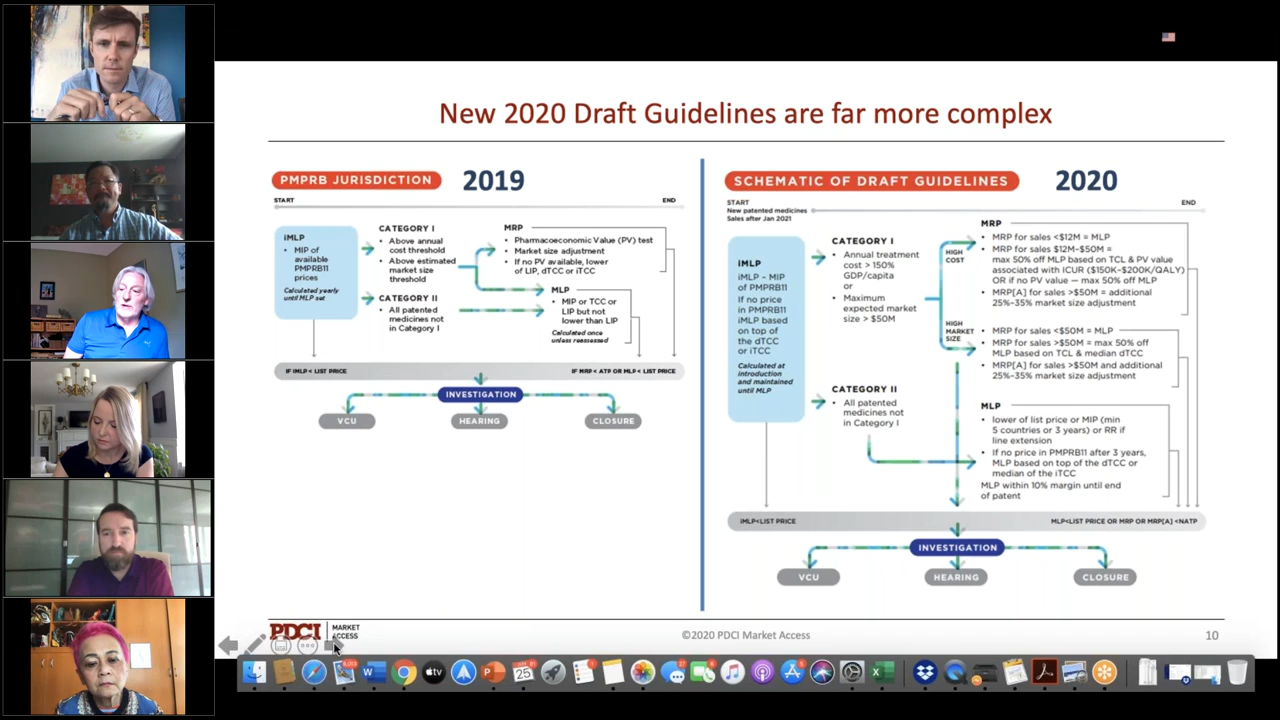 New 2020 Draft Guidelines are far more complex
PMPRB JURISDICTION
2019
START
END
iMLP
• MIP of
available
PMPRB11
prices
Calculated yearly
until MLP set
CATEGORY I
• Above annual
cost threshold
• Above estimated
market size
threshold
CATEGORY II
• All patented
medicines not
in Category I
MRP
• Pharmacoeconomic Value (PV) test
• Market size adjustment
• If no PV available, lower
of LIP, dTCC or iTCC
MLP
• MIP or TCC or
LIP but not
lower than LIP
Calculated once
unless reassessed
IF iMLP < LIST PRICE
IF MRP < ATP OR MLP < LIST PRICE
INVESTIGATION
VCU
HEARING
CLOSURE
SCHEMATIC OF DRAFT GUIDELINES
2020
START
New patented medicines
Sales after Jan 2021
END
iMLP
iMLP – MIP
of PMPRB11
If no price
in PMPRB11
iMLP based
on top of
the dTCC
or iTCC
Calculated at
introduction
and maintained
until MLP
CATEGORY I
• Annual treatment
cost > 150%
GDP/capita
or
• Maximum
expected market
size > $50M
CATEGORY II
• All patented
medicines not
in Category I
HIGH
COST
HIGH
MARKET
SIZE
MRP
• MRP for sales <$12M = MLP
• MRP for sales $12M–$50M =
max 50% off MLP based on TCL & PV value
associated with ICUR ($150K–$200K/QALY)
OR if no PV value — max 50% off MLP
• MRP[A] for sales >$50M = additional
25%–35% market size adjustment
• MRP for sales <$50M = MLP
• MRP for sales >$50M = max 50% off
MLP based on TCL & median dTCC
• MRP[A] for sales >$50M and additional
25%–35% market size adjustment
MLP
• lower of list price or MIP (min
5 countries or 3 years) or RR if
line extension
• If no price in PMPRB11 after 3 years,
MLP based on top of the dTCC or
median of the iTCC
MLP within 10% margin until end
of patent
iMLP<LIST PRICE
MLP<LIST PRICE OR MRP OR MRP[A] <NATP
INVESTIGATION
VCU
HEARING
CLOSURE
PDCI
MARKET
ACCESS
©2020 PDCI Market Access
10
tv
25